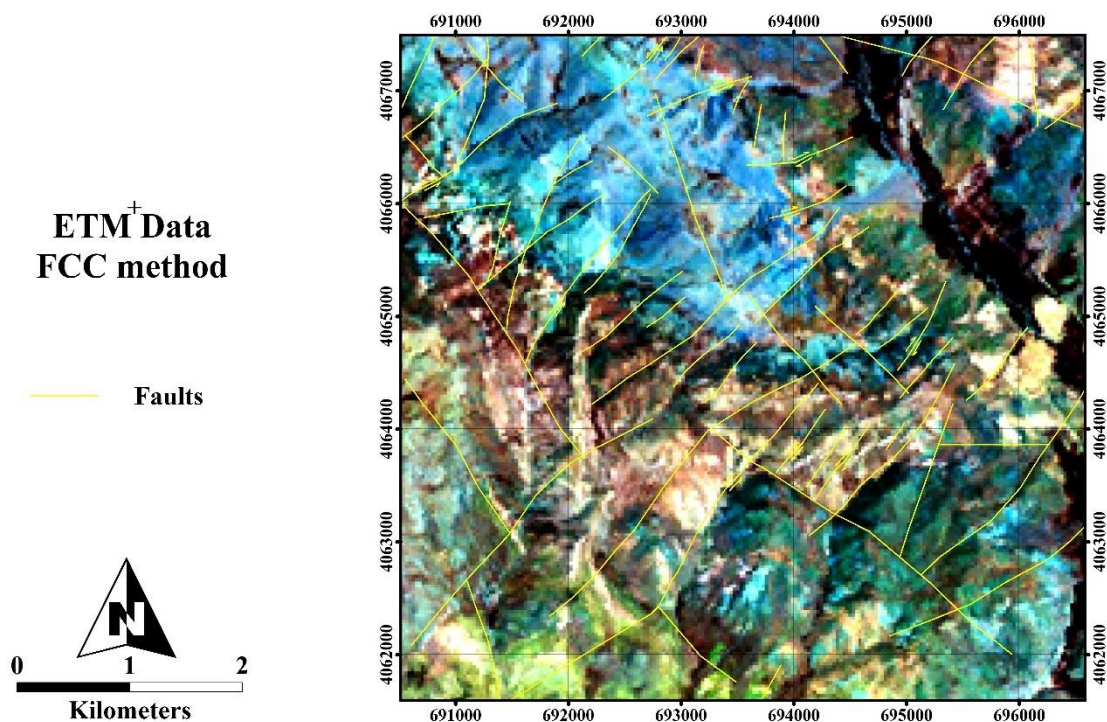 691000 692000 693000 694000 695000 696000
4067000 4067000
4066000 4066000
ETM+ Data
FCC method
4065000 4065000
Faults
4064000 4064000
4063000 4063000
N
4062000 4062000
0 1 2
Kilometers
691000 692000 693000 694000 695000 696000